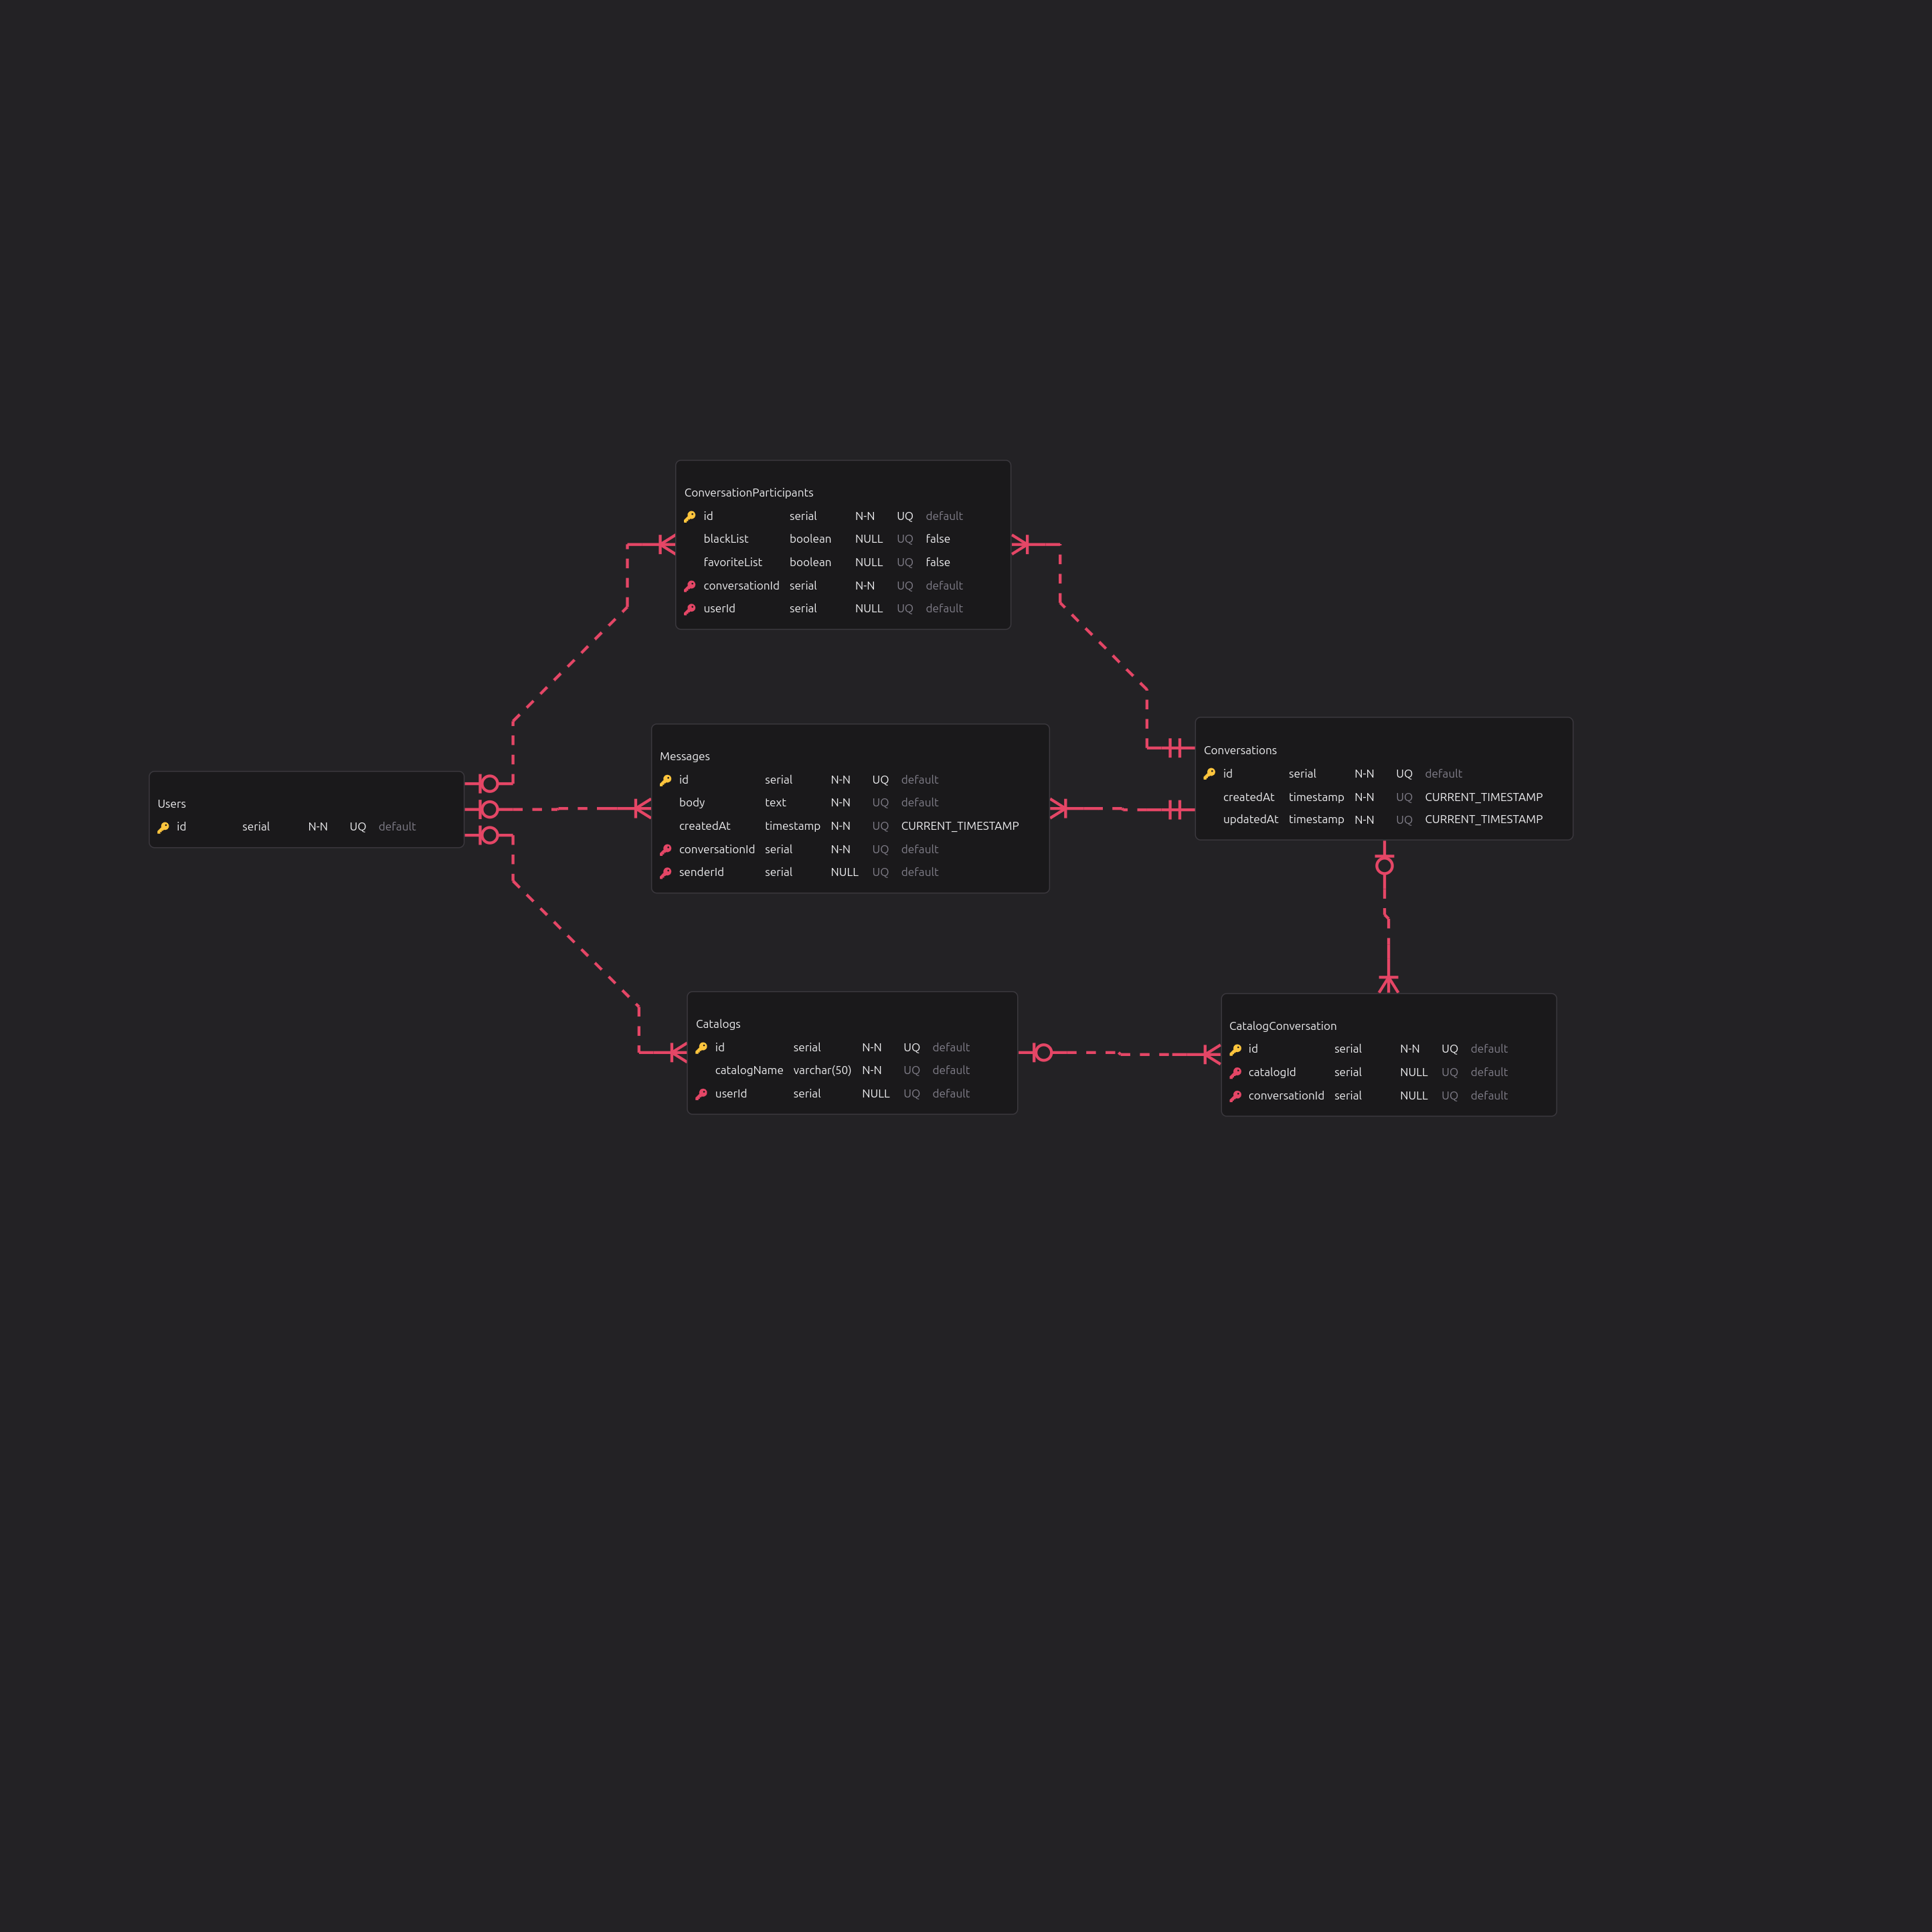 ConversationParticipants
id serial N-N UQ default
blackList boolean NULL UQ false
favoriteList boolean NULL UQ false
conversationId serial N-N UQ default
userId serial NULL UQ default
Messages
id serial N-N UQ default
body text N-N UQ default
createdAt timestamp N-N UQ CURRENT_TIMESTAMP
conversationId serial N-N UQ default
senderId serial NULL UQ default
Conversations
id serial N-N UQ default
createdAt timestamp N-N UQ CURRENT_TIMESTAMP
updatedAt timestamp N-N UQ CURRENT_TIMESTAMP
Users
id serial N-N UQ default
Catalogs
id serial N-N UQ default
catalogName varchar(50) N-N UQ default
userId serial NULL UQ default
CatalogConversation
id serial N-N UQ default
catalogId serial NULL UQ default
conversationId serial NULL UQ default